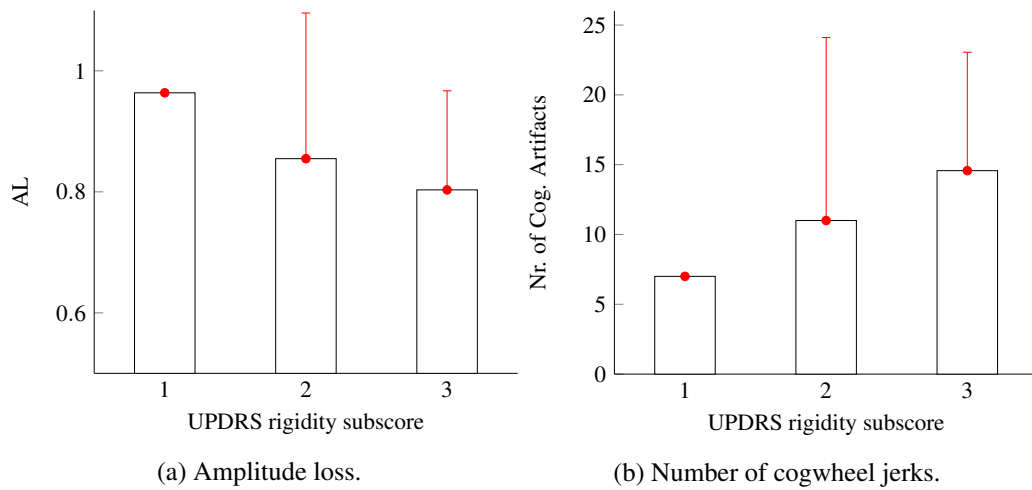 1
0.8
0.6
AL
1 2 3
UPDRS rigidity subscore
(a) Amplitude loss.
25
20
15
10
5
0
Nr. of Cog. Artifacts
1 2 3
UPDRS rigidity subscore
(b) Number of cogwheel jerks.